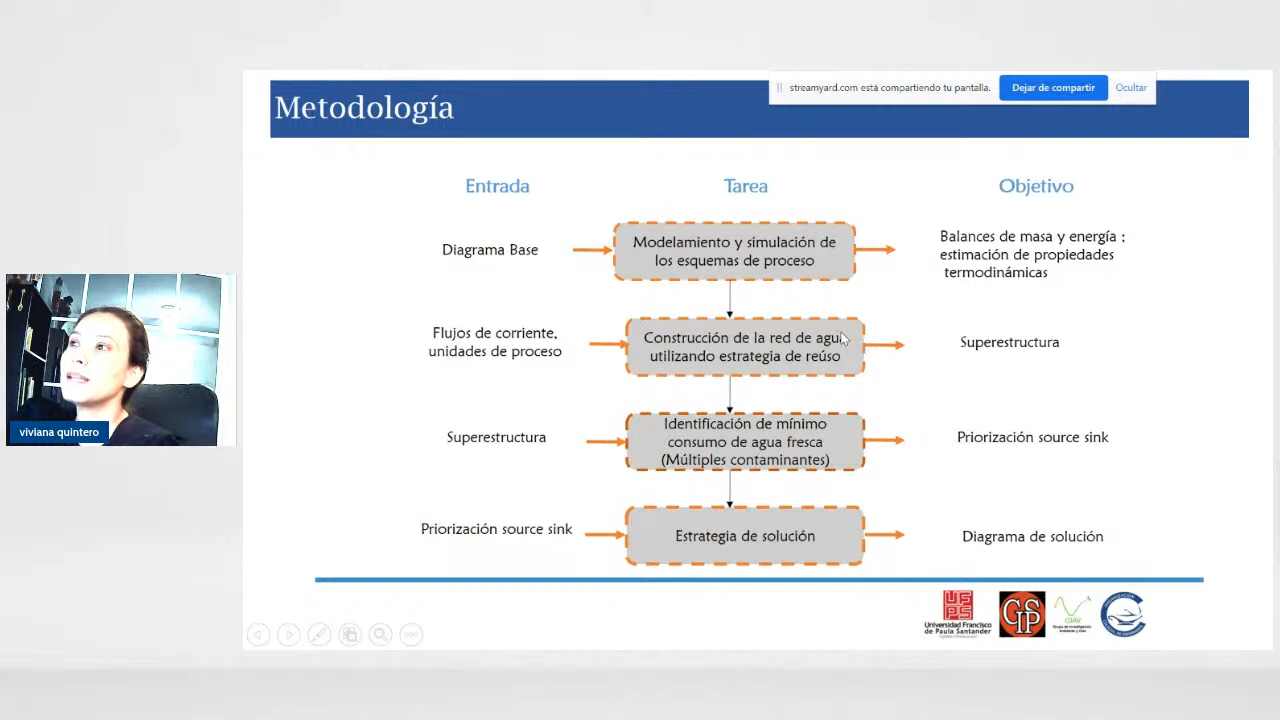 Metodología
streamyard.com está compartiendo tu pantalla.
Dejar de compartir
Ocultar
Entrada
Tarea
Objetivo
Diagrama Base
Modelamiento y simulación de
los esquemas de proceso
Balances de masa y energía ;
estimación de propiedades
termodinámicas
Flujos de corriente,
unidades de proceso
Construcción de la red de agua
utilizando estrategia de reúso
Superestructura
Superestructura
Identificación de mínimo
consumo de agua fresca
(Múltiples contaminantes)
Priorización source sink
Priorización source sink
Estrategia de solución
Diagrama de solución
viviana quintero
UFPS
Universidad Francisco
de Paula Santander
GIAV